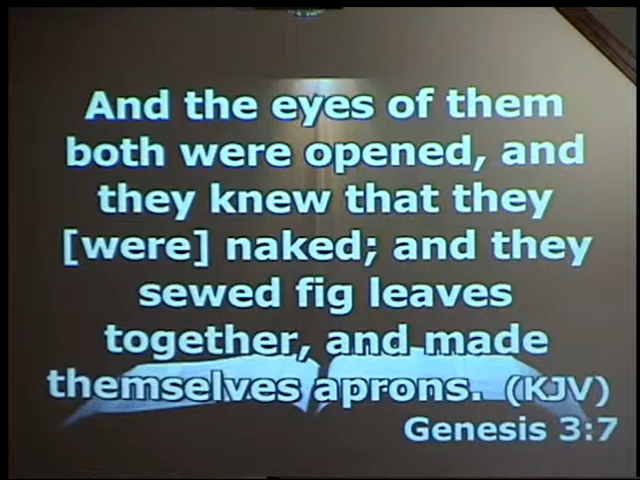 And the eyes of them
both were opened, and
they knew that they
[were] naked; and they
sewed fig leaves
together, and made
themselves aprons. (KJV)
Genesis 3:7